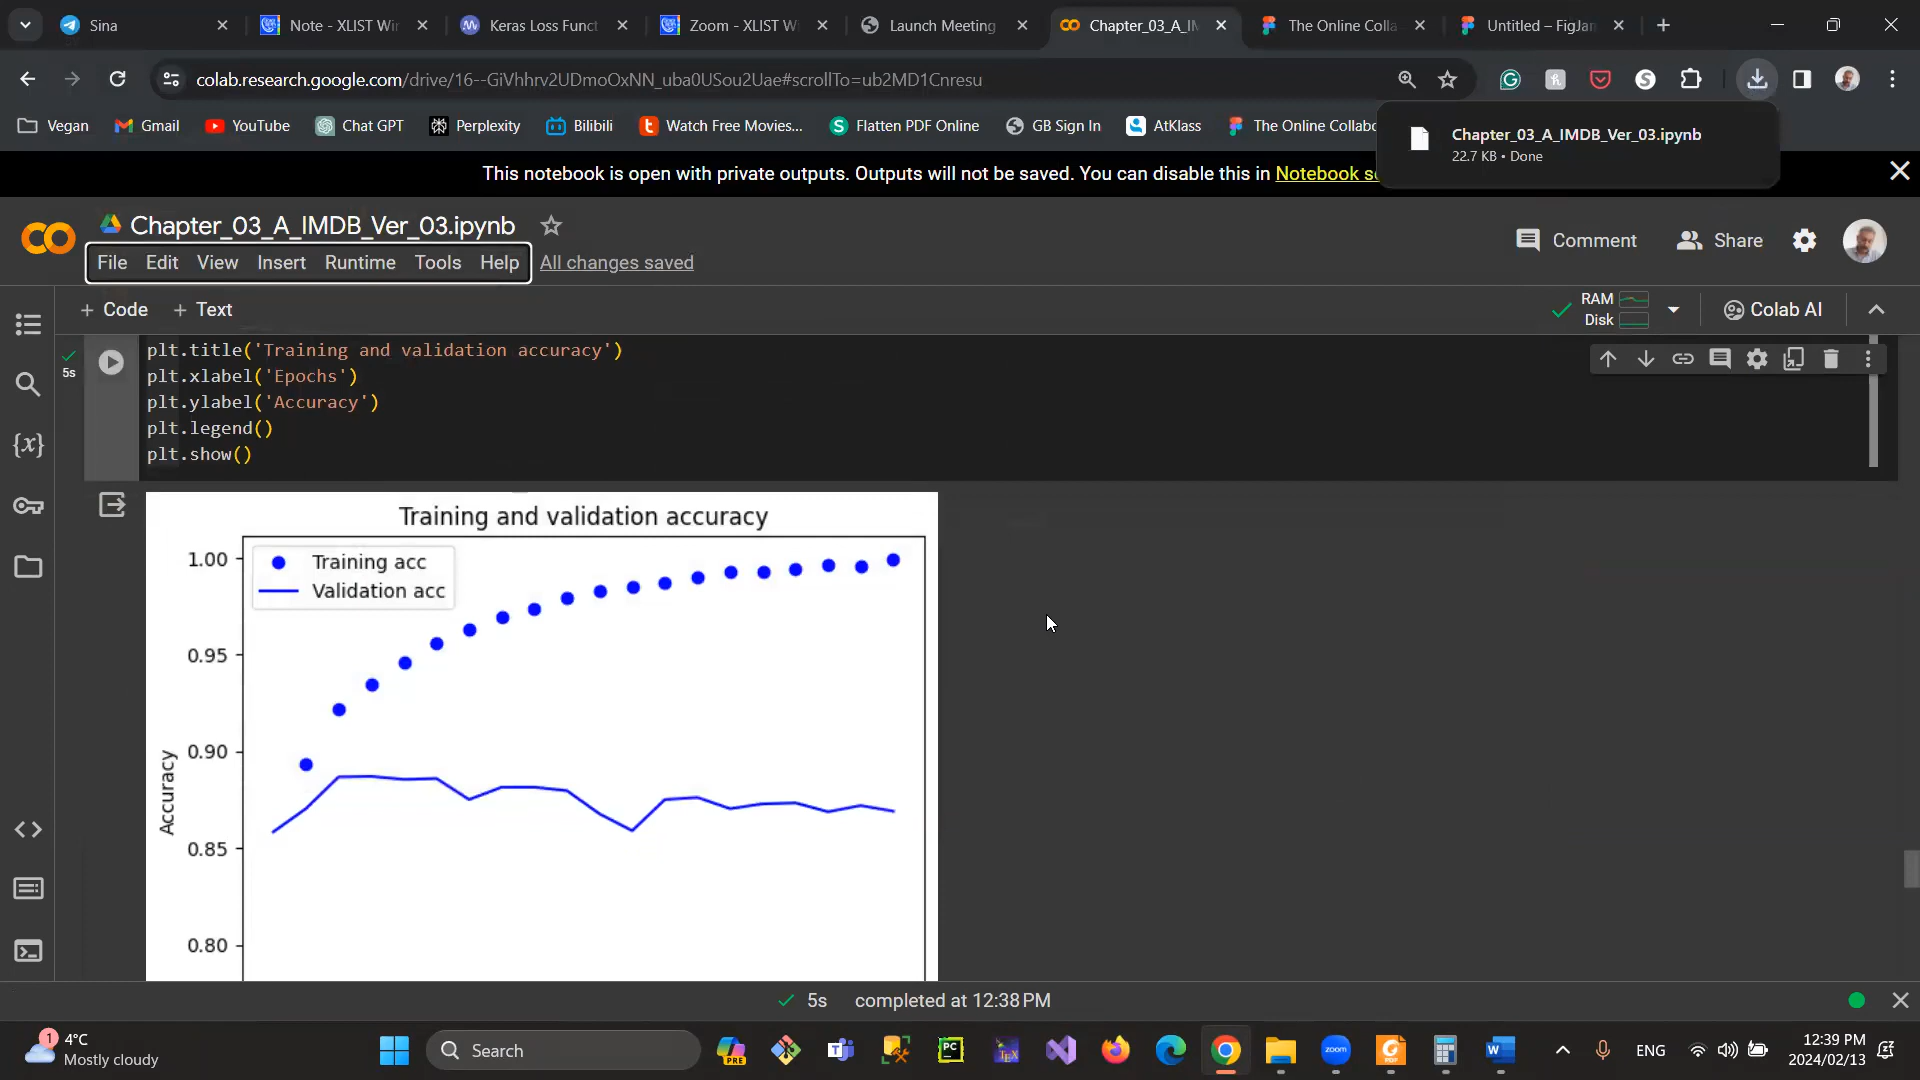 Sina
Note - XLIST Wir
Keras Loss Funct
Zoom - XLIST W
Launch Meeting
Chapter_03_A_IM
The Online Colla
Untitled – FigJam
colab.research.google.com/drive/16--GiVhhrv2UDmoOxNN_uba0USou2Uae#scrollTo=ub2MD1Cnresu
Vegan
Gmail
YouTube
Chat GPT
Perplexity
Bilibili
Watch Free Movies...
Flatten PDF Online
GB Sign In
AtKlass
The Online Collabo
Chapter_03_A_IMDB_Ver_03.ipynb
22.7 KB • Done
This notebook is open with private outputs. Outputs will not be saved. You can disable this in Notebook s
Chapter_03_A_IMDB_Ver_03.ipynb
File Edit View Insert Runtime Tools Help All changes saved
Comment
Share
+ Code + Text
RAM
Disk
Colab AI
5s
plt.title('Training and validation accuracy')
plt.xlabel('Epochs')
plt.ylabel('Accuracy')
plt.legend()
plt.show()
Training and validation accuracy
Training acc
Validation acc
1.00
0.95
0.90
0.85
0.80
Accuracy
5s completed at 12:38 PM
1
4°C
Mostly cloudy
Search
PRE
PC
TEX
zoom
PDF
W
ENG
12:39 PM
2024/02/13